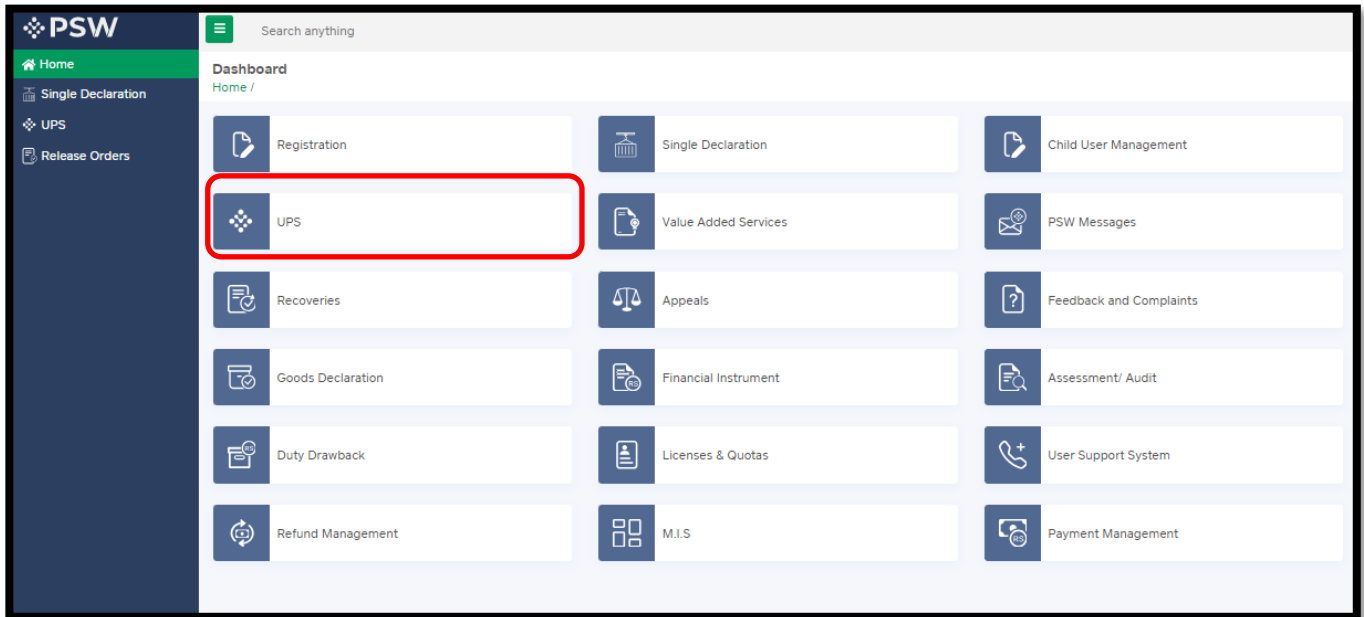 PSW
Search anything
Home
Single Declaration
UPS
Release Orders
Dashboard
Home /
Registration
Single Declaration
Child User Management
UPS
Value Added Services
PSW Messages
Recoveries
Appeals
Feedback and Complaints
Goods Declaration
Financial Instrument
Assessment/ Audit
Duty Drawback
Licenses & Quotas
User Support System
Refund Management
M.I.S
Payment Management